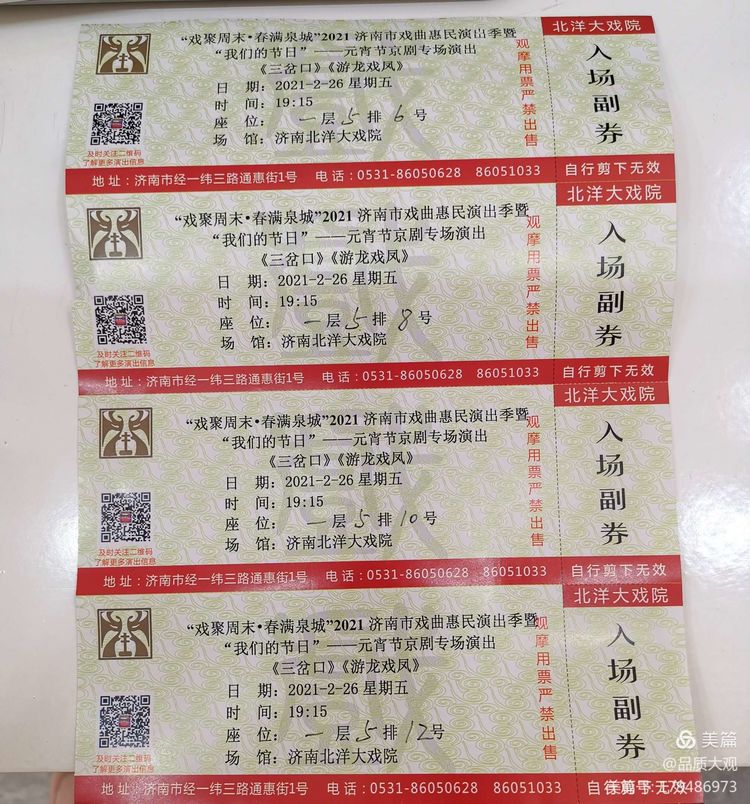 北洋大戏院
“戏聚周末•春满泉城”2021 济南市戏曲惠民演出季暨
“我们的节日”——元宵节京剧专场演出
《三岔口》《游龙戏凤》
日 期：2021-2-26 星期五
时 间：19:15
座 位： 一层 5 排 6 号
场 馆：济南北洋大戏院
及时关注二维码
了解更多演出信息
观摩用票严禁出售
入场副券
地址：济南市经一纬三路通惠街1号 电话：0531-86050628 86051033
自行剪下无效
北洋大戏院
“戏聚周末•春满泉城”2021 济南市戏曲惠民演出季暨
“我们的节日”——元宵节京剧专场演出
《三岔口》《游龙戏凤》
日 期：2021-2-26 星期五
时 间：19:15
座 位： 一层 5 排 8 号
场 馆：济南北洋大戏院
及时关注二维码
了解更多演出信息
观摩用票严禁出售
入场副券
地址：济南市经一纬三路通惠街1号 电话：0531-86050628 86051033
自行剪下无效
北洋大戏院
“戏聚周末•春满泉城”2021 济南市戏曲惠民演出季暨
“我们的节日”——元宵节京剧专场演出
《三岔口》《游龙戏凤》
日 期：2021-2-26 星期五
时 间：19:15
座 位： 一层 5 排 10 号
场 馆：济南北洋大戏院
及时关注二维码
了解更多演出信息
观摩用票严禁出售
入场副券
地址：济南市经一纬三路通惠街1号 电话：0531-86050628 86051033
自行剪下无效
北洋大戏院
“戏聚周末•春满泉城”2021 济南市戏曲惠民演出季暨
“我们的节日”——元宵节京剧专场演出
《三岔口》《游龙戏凤》
日 期：2021-2-26 星期五
时 间：19:15
座 位： 一层 5 排 12 号
场 馆：济南北洋大戏院
及时关注二维码
了解更多演出信息
观摩用票严禁出售
入场副券
地址：济南市经一纬三路通惠街1号 电话：0531-86050628 86051033
美篇
@品质大观
美篇号:179486973